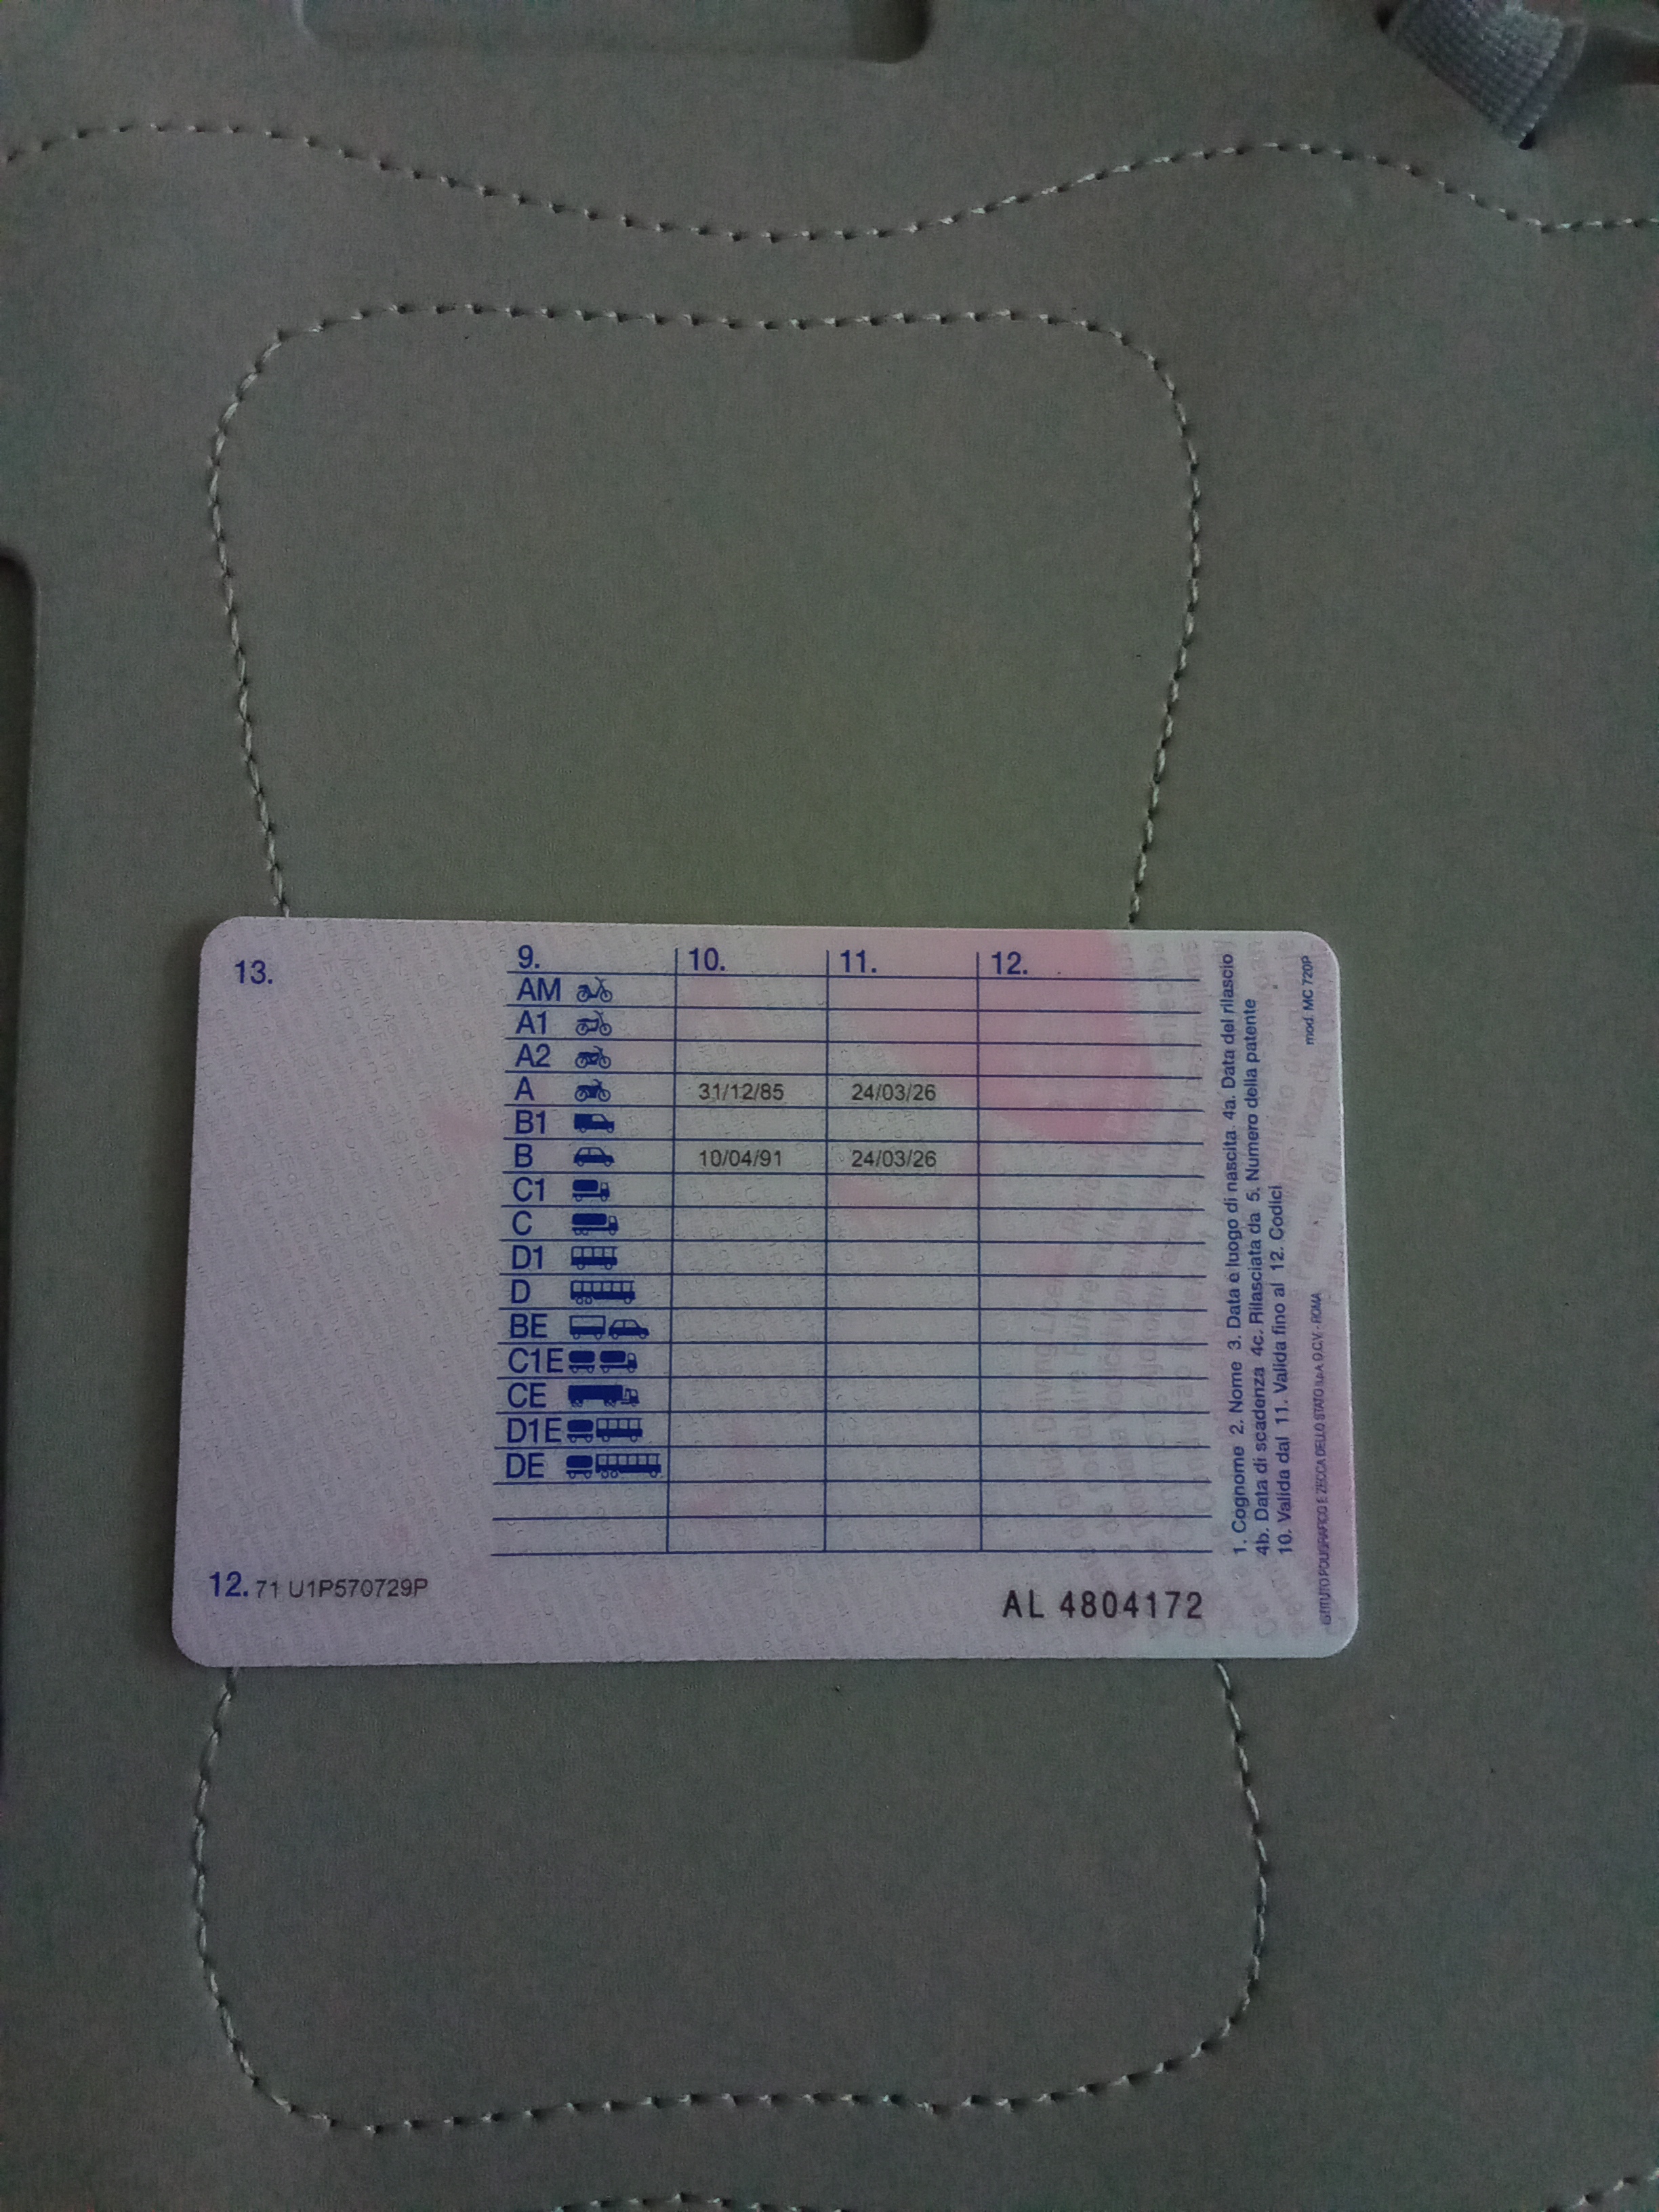 13.
9. 10. 11. 12.
AM
A1
A2
A 31/12/85 24/03/26
B1
B 10/04/91 24/03/26
C1
C
D1
D
BE
C1E
CE
D1E
DE
12. 71 U1P570729P
AL 4804172
1. Cognome 2. Nome 3. Data e luogo di nascita 4a. Data del rilascio
4b. Data di scadenza 4c. Rilasciata da 5. Numero della patente
10. Valida dal 11. Valida fino al 12. Codici
mod. MC 720P
ISTITUTO POLIGRAFICO E ZECCA DELLO STATO S.p.A. O.C.V. - ROMA